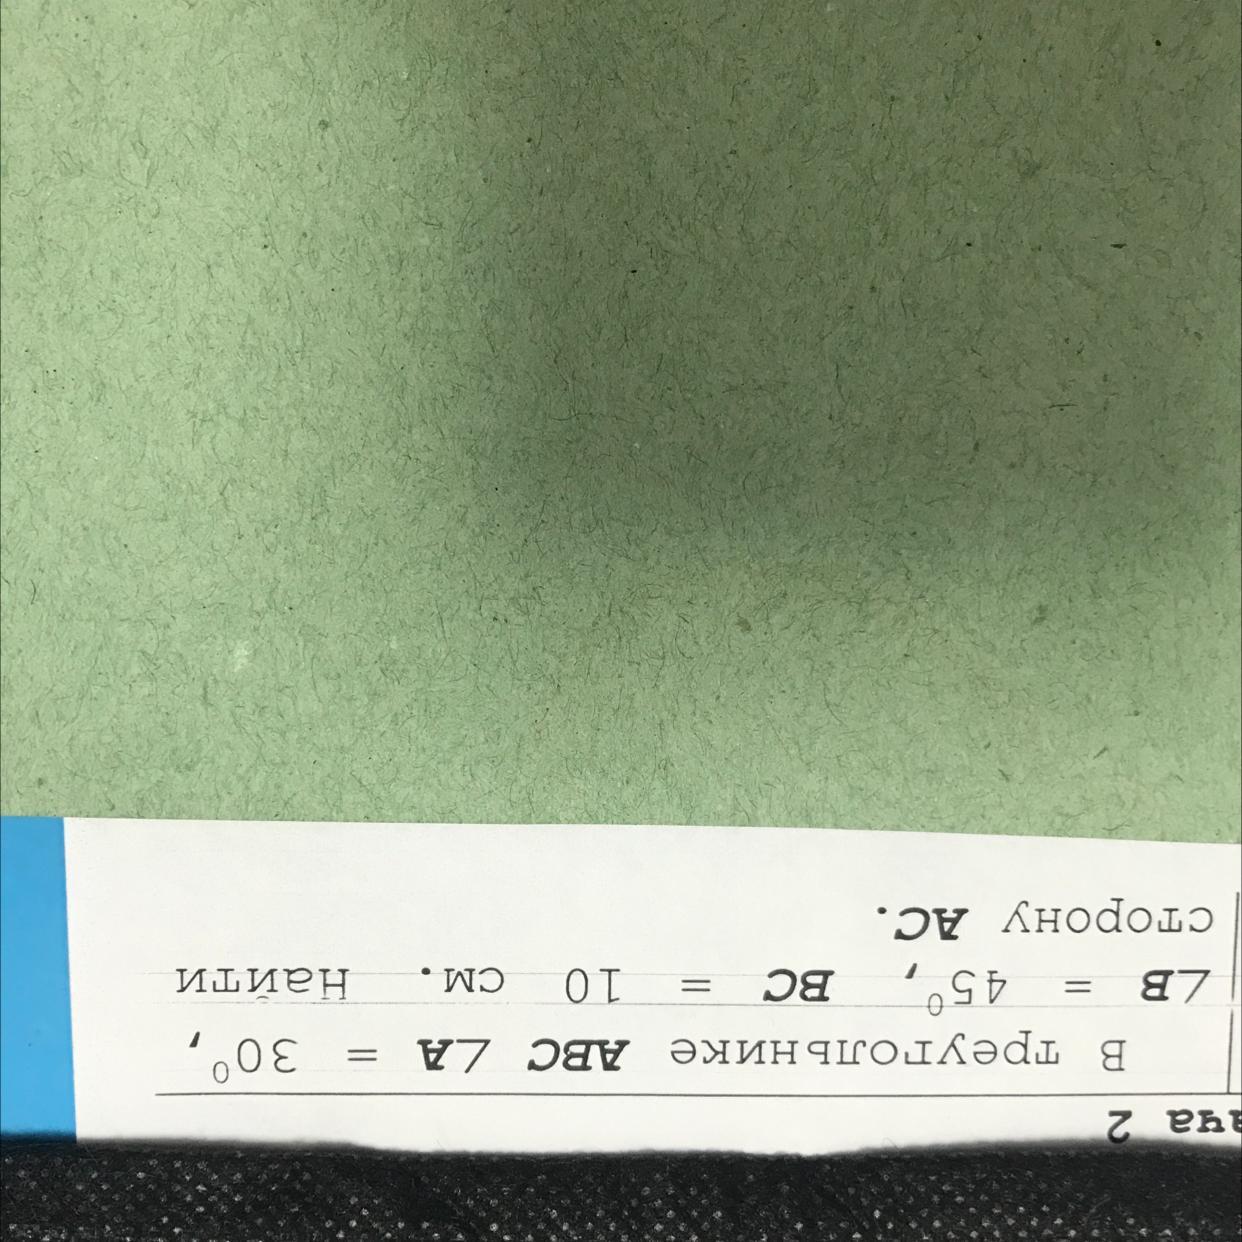 ача 2
В треугольнике ABC ∠A = 30⁰,
∠B = 45⁰, BC = 10 см. Найти
сторону AC.